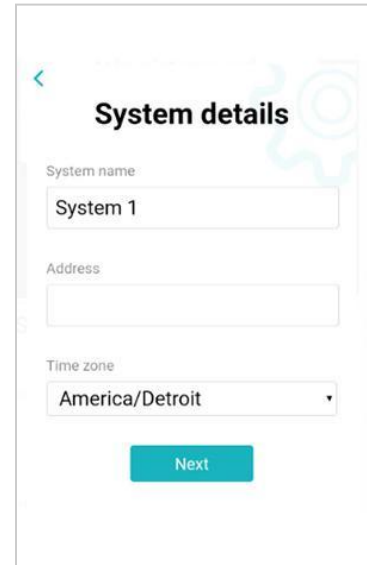 System details
System name
System 1
Address
Time zone
America/Detroit
Next